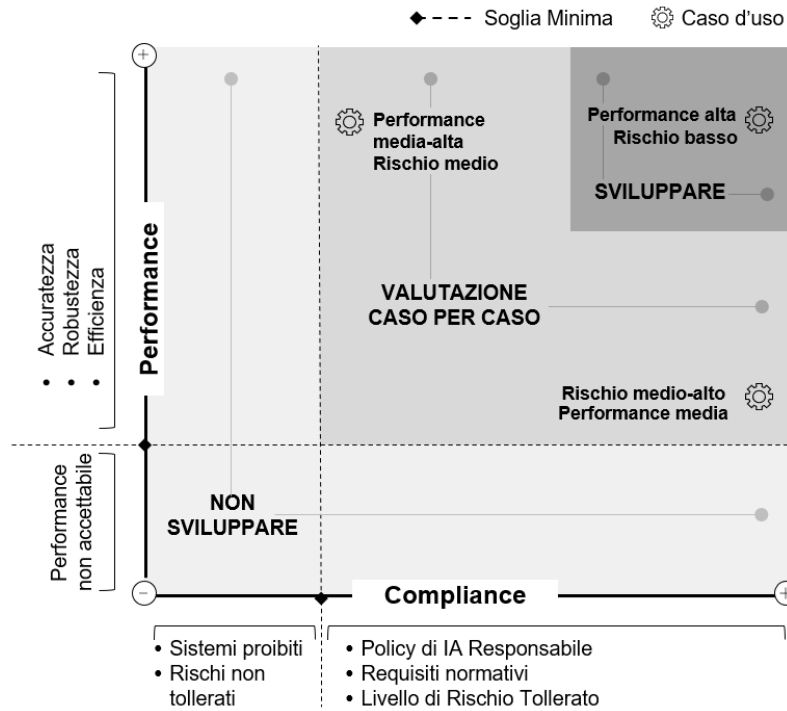 Soglia Minima
Caso d'uso
Performance
media-alta
Rischio medio
Performance alta
Rischio basso
SVILUPPARE
VALUTAZIONE
CASO PER CASO
Rischio medio-alto
Performance media
NON
SVILUPPARE
Performance
• Accuratezza
• Robustezza
• Efficienza
Performance
non accettabile
+
-
+
Compliance
• Sistemi proibiti
• Rischi non
tollerati
• Policy di IA Responsabile
• Requisiti normativi
• Livello di Rischio Tollerato